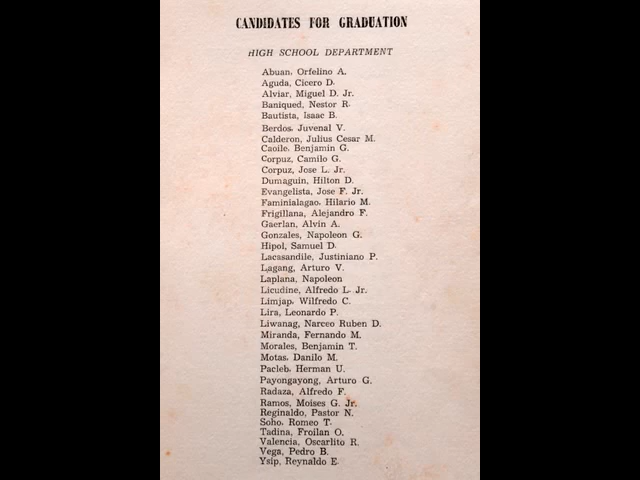 CANDIDATES FOR GRADUATION
HIGH SCHOOL DEPARTMENT
Abuan, Orfelino A.
Aguda, Cicero D.
Alviar, Miguel D. Jr.
Baniqued, Nestor R.
Bautista, Isaac B.
Berdos, Juvenal V.
Calderon, Julius Cesar M.
Caoile, Benjamin G.
Corpuz, Camilo G.
Corpuz, Jose L. Jr.
Dumaguin, Hilton D.
Evangelista, Jose F. Jr.
Faminialagao, Hilario M.
Frigillana, Alejandro F.
Gaerlan, Alvin A.
Gonzales, Napoleon G.
Hipol, Samuel D.
Lacasandile, Justiniano P.
Lagang, Arturo V.
Laplana, Napoleon
Licudine, Alfredo L. Jr.
Limjap, Wilfredo C.
Lira, Leonardo P.
Liwanag, Narceo Ruben D.
Miranda, Fernando M.
Morales, Benjamin T.
Motas, Danilo M.
Pacleb, Herman U.
Payongayong, Arturo G.
Radaza, Alfredo F.
Ramos, Moises G. Jr.
Reginaldo, Pastor N.
Soho, Romeo T.
Tadina, Froilan O.
Valencia, Oscarlito R.
Vega, Pedro B.
Ysip, Reynaldo E.